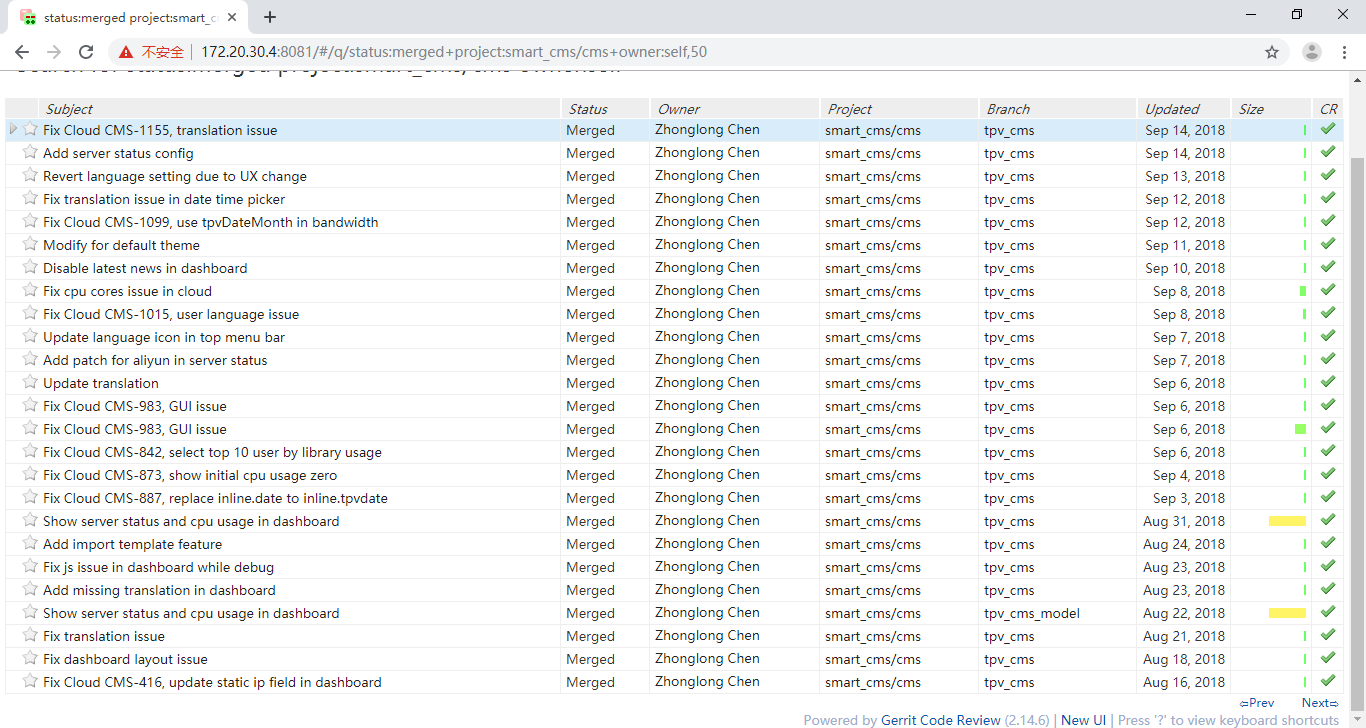 status:merged project:smart_c
不安全 172.20.30.4:8081/#/q/status:merged+project:smart_cms/cms+owner:self,50
Search for status:merged project:smart_cms/cms owner:self
Subject Status Owner Project Branch Updated Size CR
Fix Cloud CMS-1155, translation issue Merged Zhonglong Chen smart_cms/cms tpv_cms Sep 14, 2018
Add server status config Merged Zhonglong Chen smart_cms/cms tpv_cms Sep 14, 2018
Revert language setting due to UX change Merged Zhonglong Chen smart_cms/cms tpv_cms Sep 13, 2018
Fix translation issue in date time picker Merged Zhonglong Chen smart_cms/cms tpv_cms Sep 12, 2018
Fix Cloud CMS-1099, use tpvDateMonth in bandwidth Merged Zhonglong Chen smart_cms/cms tpv_cms Sep 12, 2018
Modify for default theme Merged Zhonglong Chen smart_cms/cms tpv_cms Sep 11, 2018
Disable latest news in dashboard Merged Zhonglong Chen smart_cms/cms tpv_cms Sep 10, 2018
Fix cpu cores issue in cloud Merged Zhonglong Chen smart_cms/cms tpv_cms Sep 8, 2018
Fix Cloud CMS-1015, user language issue Merged Zhonglong Chen smart_cms/cms tpv_cms Sep 8, 2018
Update language icon in top menu bar Merged Zhonglong Chen smart_cms/cms tpv_cms Sep 7, 2018
Add patch for aliyun in server status Merged Zhonglong Chen smart_cms/cms tpv_cms Sep 7, 2018
Update translation Merged Zhonglong Chen smart_cms/cms tpv_cms Sep 6, 2018
Fix Cloud CMS-983, GUI issue Merged Zhonglong Chen smart_cms/cms tpv_cms Sep 6, 2018
Fix Cloud CMS-983, GUI issue Merged Zhonglong Chen smart_cms/cms tpv_cms Sep 6, 2018
Fix Cloud CMS-842, select top 10 user by library usage Merged Zhonglong Chen smart_cms/cms tpv_cms Sep 6, 2018
Fix Cloud CMS-873, show initial cpu usage zero Merged Zhonglong Chen smart_cms/cms tpv_cms Sep 4, 2018
Fix Cloud CMS-887, replace inline.date to inline.tpvdate Merged Zhonglong Chen smart_cms/cms tpv_cms Sep 3, 2018
Show server status and cpu usage in dashboard Merged Zhonglong Chen smart_cms/cms tpv_cms Aug 31, 2018
Add import template feature Merged Zhonglong Chen smart_cms/cms tpv_cms Aug 24, 2018
Fix js issue in dashboard while debug Merged Zhonglong Chen smart_cms/cms tpv_cms Aug 23, 2018
Add missing translation in dashboard Merged Zhonglong Chen smart_cms/cms tpv_cms Aug 23, 2018
Show server status and cpu usage in dashboard Merged Zhonglong Chen smart_cms/cms tpv_cms_model Aug 22, 2018
Fix translation issue Merged Zhonglong Chen smart_cms/cms tpv_cms Aug 21, 2018
Fix dashboard layout issue Merged Zhonglong Chen smart_cms/cms tpv_cms Aug 18, 2018
Fix Cloud CMS-416, update static ip field in dashboard Merged Zhonglong Chen smart_cms/cms tpv_cms Aug 16, 2018
⇦Prev Next⇨
Powered by Gerrit Code Review (2.14.6) | New UI | Press '?' to view keyboard shortcuts